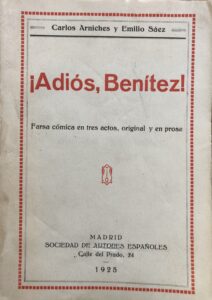 Carlos Arniches y Emilio Sáez
¡Adiós, Benítez!
Farsa cómica en tres actos, original y en prosa
MADRID
SOCIEDAD DE AUTORES ESPAÑOLES
Calle del Prado, 24
1925